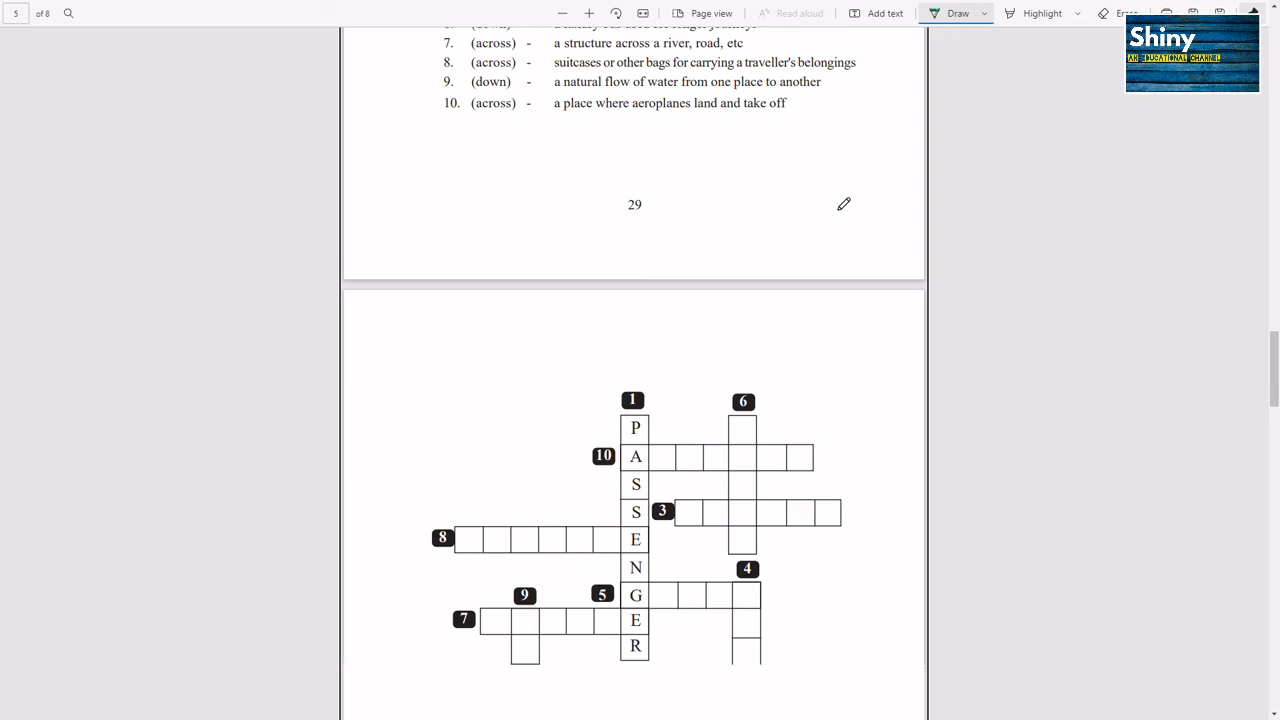 5 of 8 Page view Read aloud Add text Draw Highlight
Shiny
AN EDUCATIONAL CHANNEL
7. (across) - a structure across a river, road, etc
8. (across) - suitcases or other bags for carrying a traveller's belongings
9. (down) - a natural flow of water from one place to another
10. (across) - a place where aeroplanes land and take off
29
1 6
P
10 A
S
S 3
8 E
N 4
9 5 G
7 E
R